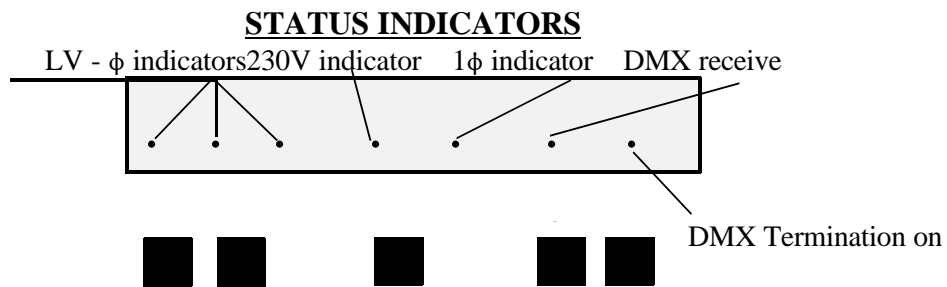 STATUS INDICATORS
LV - ϕ indicators230V indicator 1ϕ indicator DMX receive
DMX Termination on